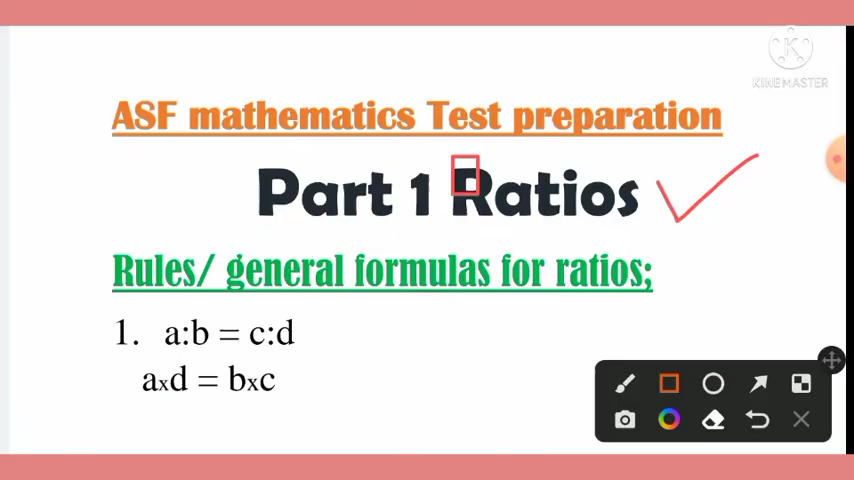 K
KINEMASTER
ASF mathematics Test preparation
Part 1 Ratios
Rules/ general formulas for ratios;
1. a:b = c:d
axd = bxc